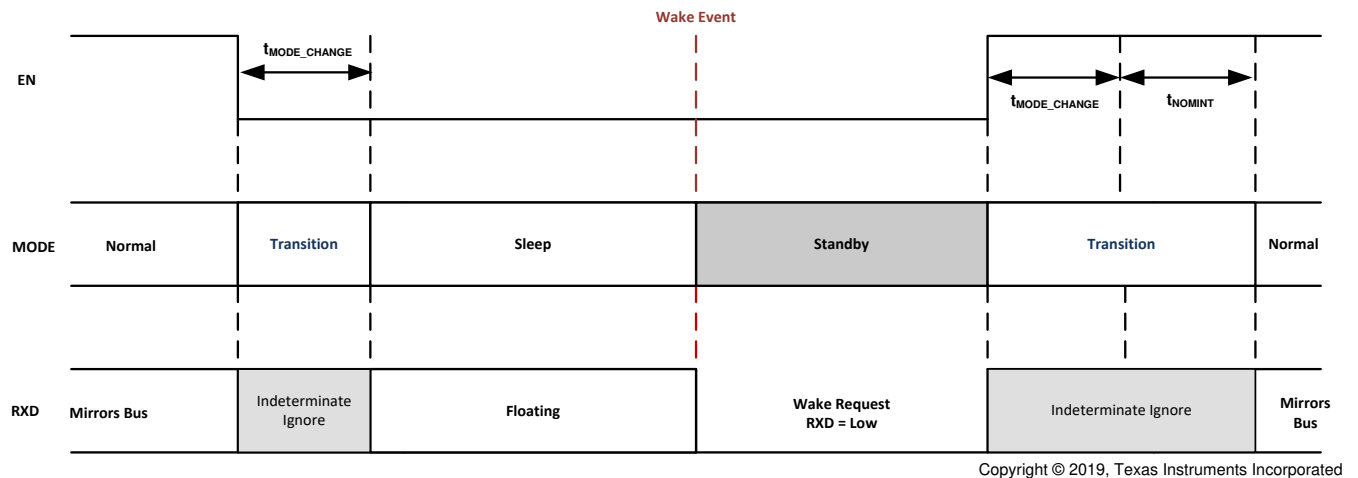 Wake Event
tMODE_CHANGE
EN
tMODE_CHANGE
tNOMINT
MODE
Normal
Transition
Sleep
Standby
Transition
Normal
RXD
Mirrors Bus
Indeterminate
Ignore
Floating
Wake Request
RXD = Low
Indeterminate Ignore
Mirrors
Bus
Copyright © 2019, Texas Instruments Incorporated